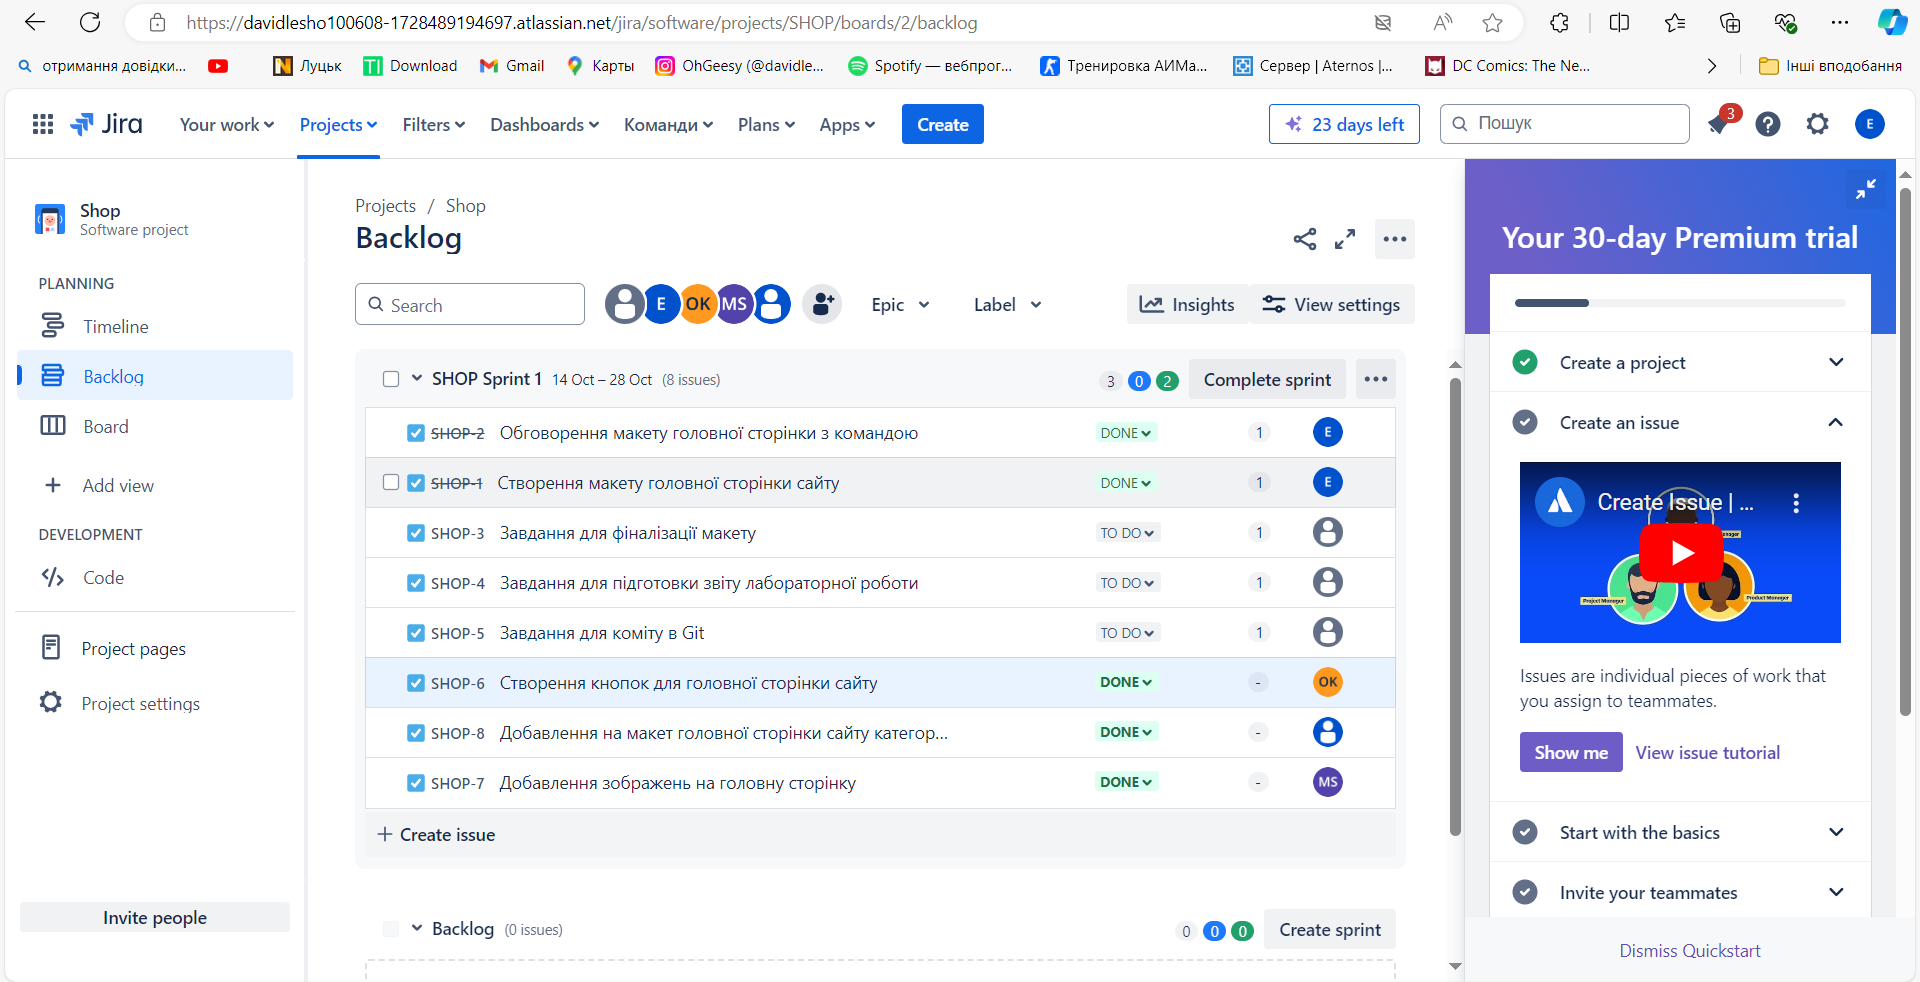 https://davidlesho100608-1728489194697.atlassian.net/jira/software/projects/SHOP/boards/2/backlog
отримання довідки...
Луцьк
Download
Gmail
Карты
OhGeesy (@davidle...
Spotify — вебпрог...
Тренировка АИМа...
Сервер | Aternos |...
DC Comics: The Ne...
Інші вподобання
Jira
Your work
Projects
Filters
Dashboards
Команди
Plans
Apps
Create
23 days left
Пошук
3
E
Shop
Software project
PLANNING
Timeline
Backlog
Board
Add view
DEVELOPMENT
Code
Project pages
Project settings
Invite people
Projects / Shop
Backlog
Search
E
OK
MS
Epic
Label
Insights
View settings
SHOP Sprint 1 14 Oct – 28 Oct (8 issues)
3 0 2
Complete sprint
SHOP-2 Обговорення макету головної сторінки з командою DONE 1 E
SHOP-1 Створення макету головної сторінки сайту DONE 1 E
SHOP-3 Завдання для фіналізації макету TO DO 1
SHOP-4 Завдання для підготовки звіту лабораторної роботи TO DO 1
SHOP-5 Завдання для коміту в Git TO DO 1
SHOP-6 Створення кнопок для головної сторінки сайту DONE - OK
SHOP-8 Добавлення на макет головної сторінки сайту категор... DONE -
SHOP-7 Добавлення зображень на головну сторінку DONE - MS
+ Create issue
Backlog (0 issues)
0 0 0
Create sprint
Your 30-day Premium trial
Create a project
Create an issue
Create Issue | ...
Project Manager
Product Manager
Issues are individual pieces of work that
you assign to teammates.
Show me
View issue tutorial
Start with the basics
Invite your teammates
Dismiss Quickstart